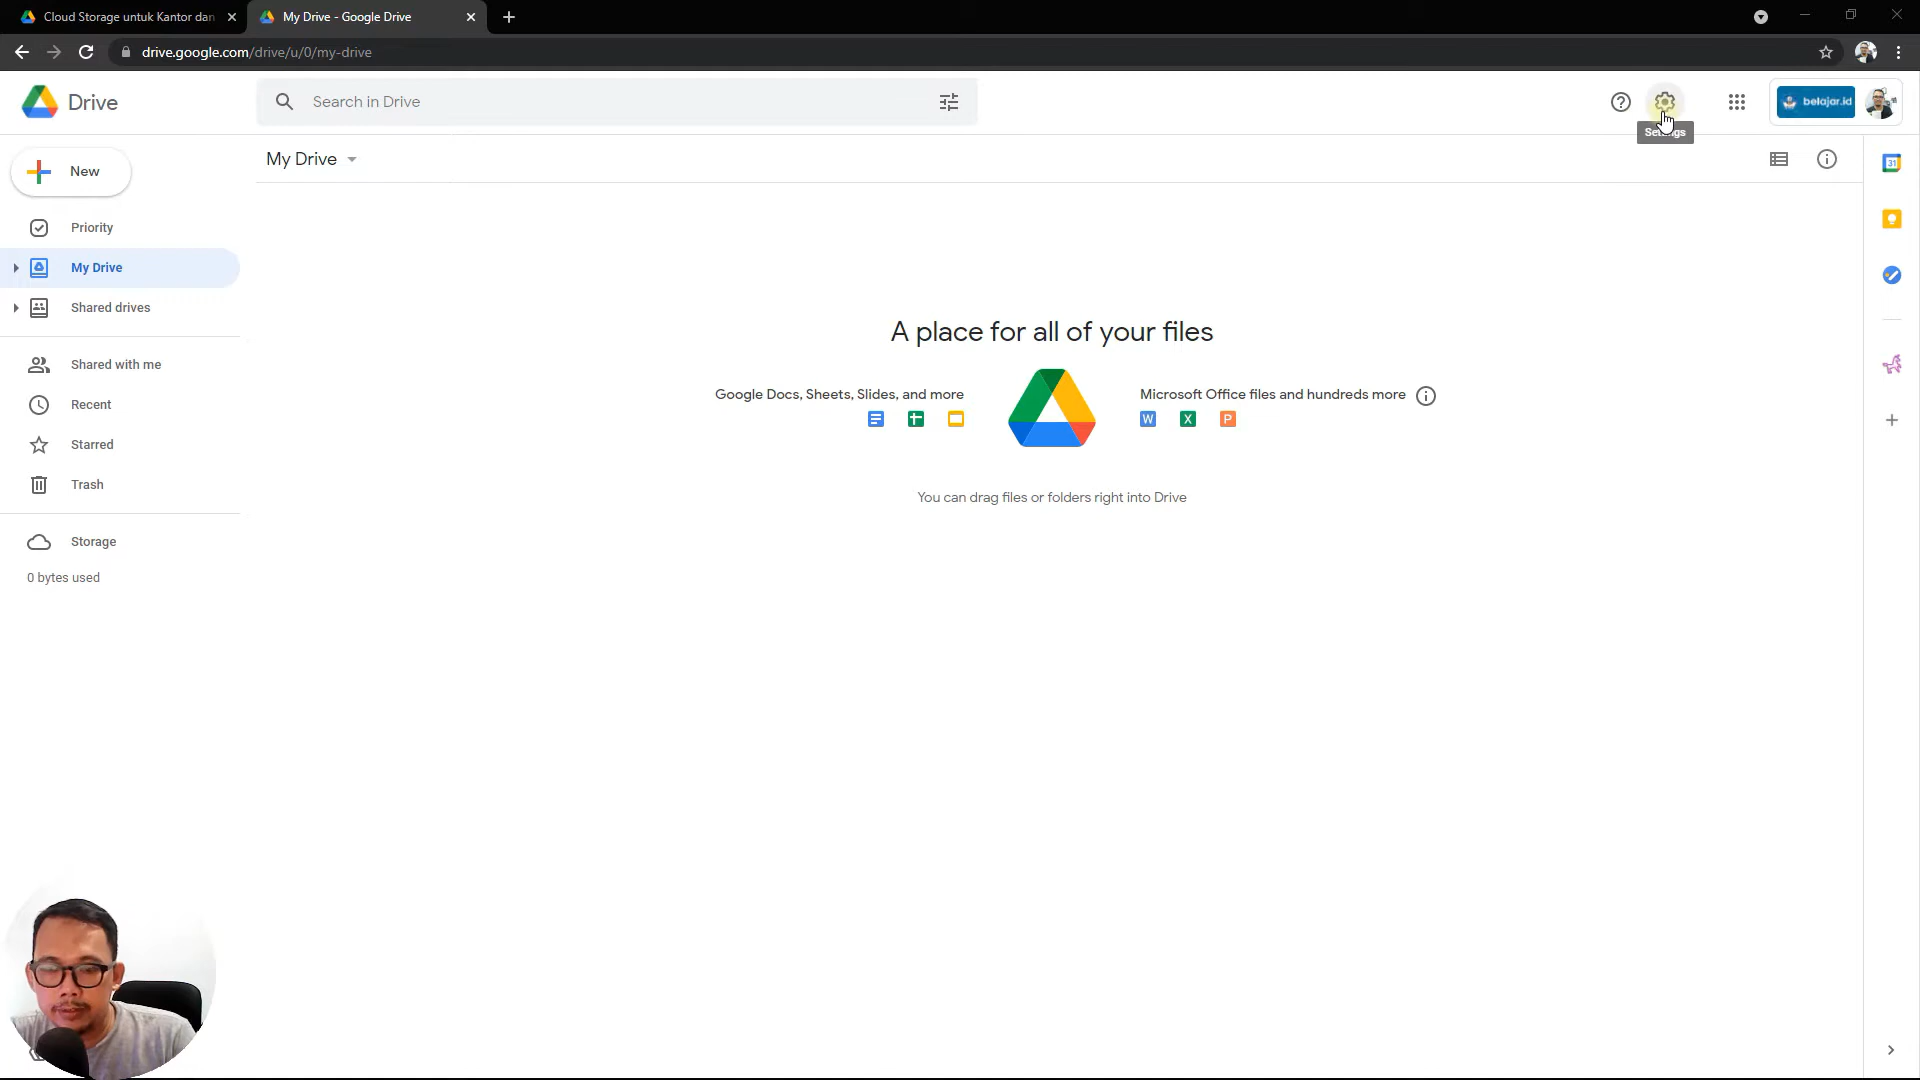 Cloud Storage untuk Kantor dan
My Drive - Google Drive
drive.google.com/drive/u/0/my-drive
Drive
Search in Drive
belajar.id
Settings
New
My Drive
Priority
My Drive
Shared drives
Shared with me
Recent
Starred
Trash
Storage
0 bytes used
A place for all of your files
Google Docs, Sheets, Slides, and more
Microsoft Office files and hundreds more
W
X
P
You can drag files or folders right into Drive
31